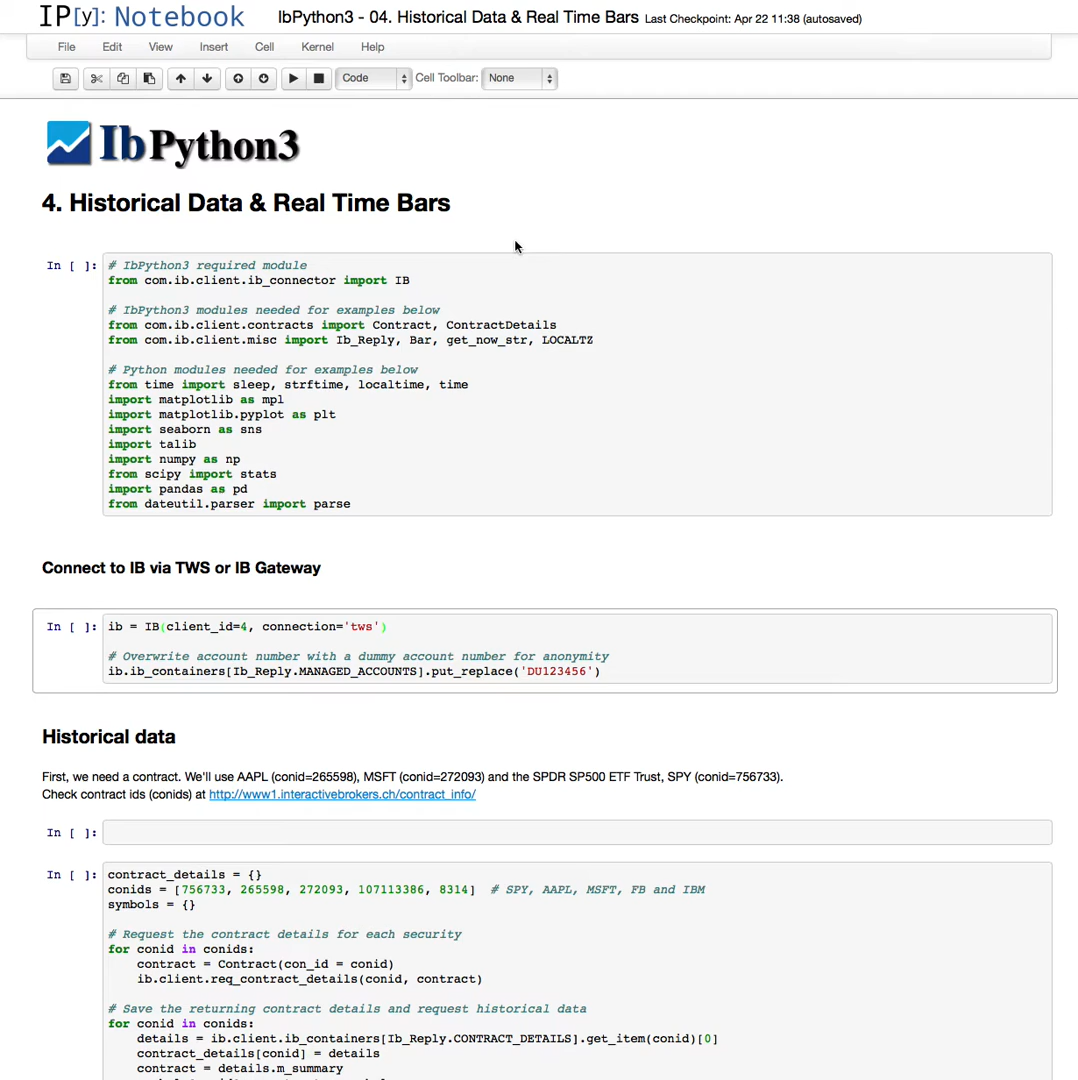 IP[y]: Notebook IbPython3 - 04. Historical Data & Real Time Bars Last Checkpoint: Apr 22 11:38 (autosaved)
File Edit View Insert Cell Kernel Help
Code Cell Toolbar: None
IbPython3
4. Historical Data & Real Time Bars
In [ ]: # IbPython3 required module
from com.ib.client.ib_connector import IB
# IbPython3 modules needed for examples below
from com.ib.client.contracts import Contract, ContractDetails
from com.ib.client.misc import Ib_Reply, Bar, get_now_str, LOCALTZ
# Python modules needed for examples below
from time import sleep, strftime, localtime, time
import matplotlib as mpl
import matplotlib.pyplot as plt
import seaborn as sns
import talib
import numpy as np
from scipy import stats
import pandas as pd
from dateutil.parser import parse
Connect to IB via TWS or IB Gateway
In [ ]: ib = IB(client_id=4, connection='tws')
# Overwrite account number with a dummy account number for anonymity
ib.ib_containers[Ib_Reply.MANAGED_ACCOUNTS].put_replace('DU123456')
Historical data
First, we need a contract. We'll use AAPL (conid=265598), MSFT (conid=272093) and the SPDR SP500 ETF Trust, SPY (conid=756733).
Check contract ids (conids) at http://www1.interactivebrokers.ch/contract_info/
In [ ]:
In [ ]: contract_details = {}
conids = [756733, 265598, 272093, 107113386, 8314] # SPY, AAPL, MSFT, FB and IBM
symbols = {}
# Request the contract details for each security
for conid in conids:
contract = Contract(con_id = conid)
ib.client.req_contract_details(conid, contract)
# Save the returning contract details and request historical data
for conid in conids:
details = ib.client.ib_containers[Ib_Reply.CONTRACT_DETAILS].get_item(conid)[0]
contract_details[conid] = details
contract = details.m_summary